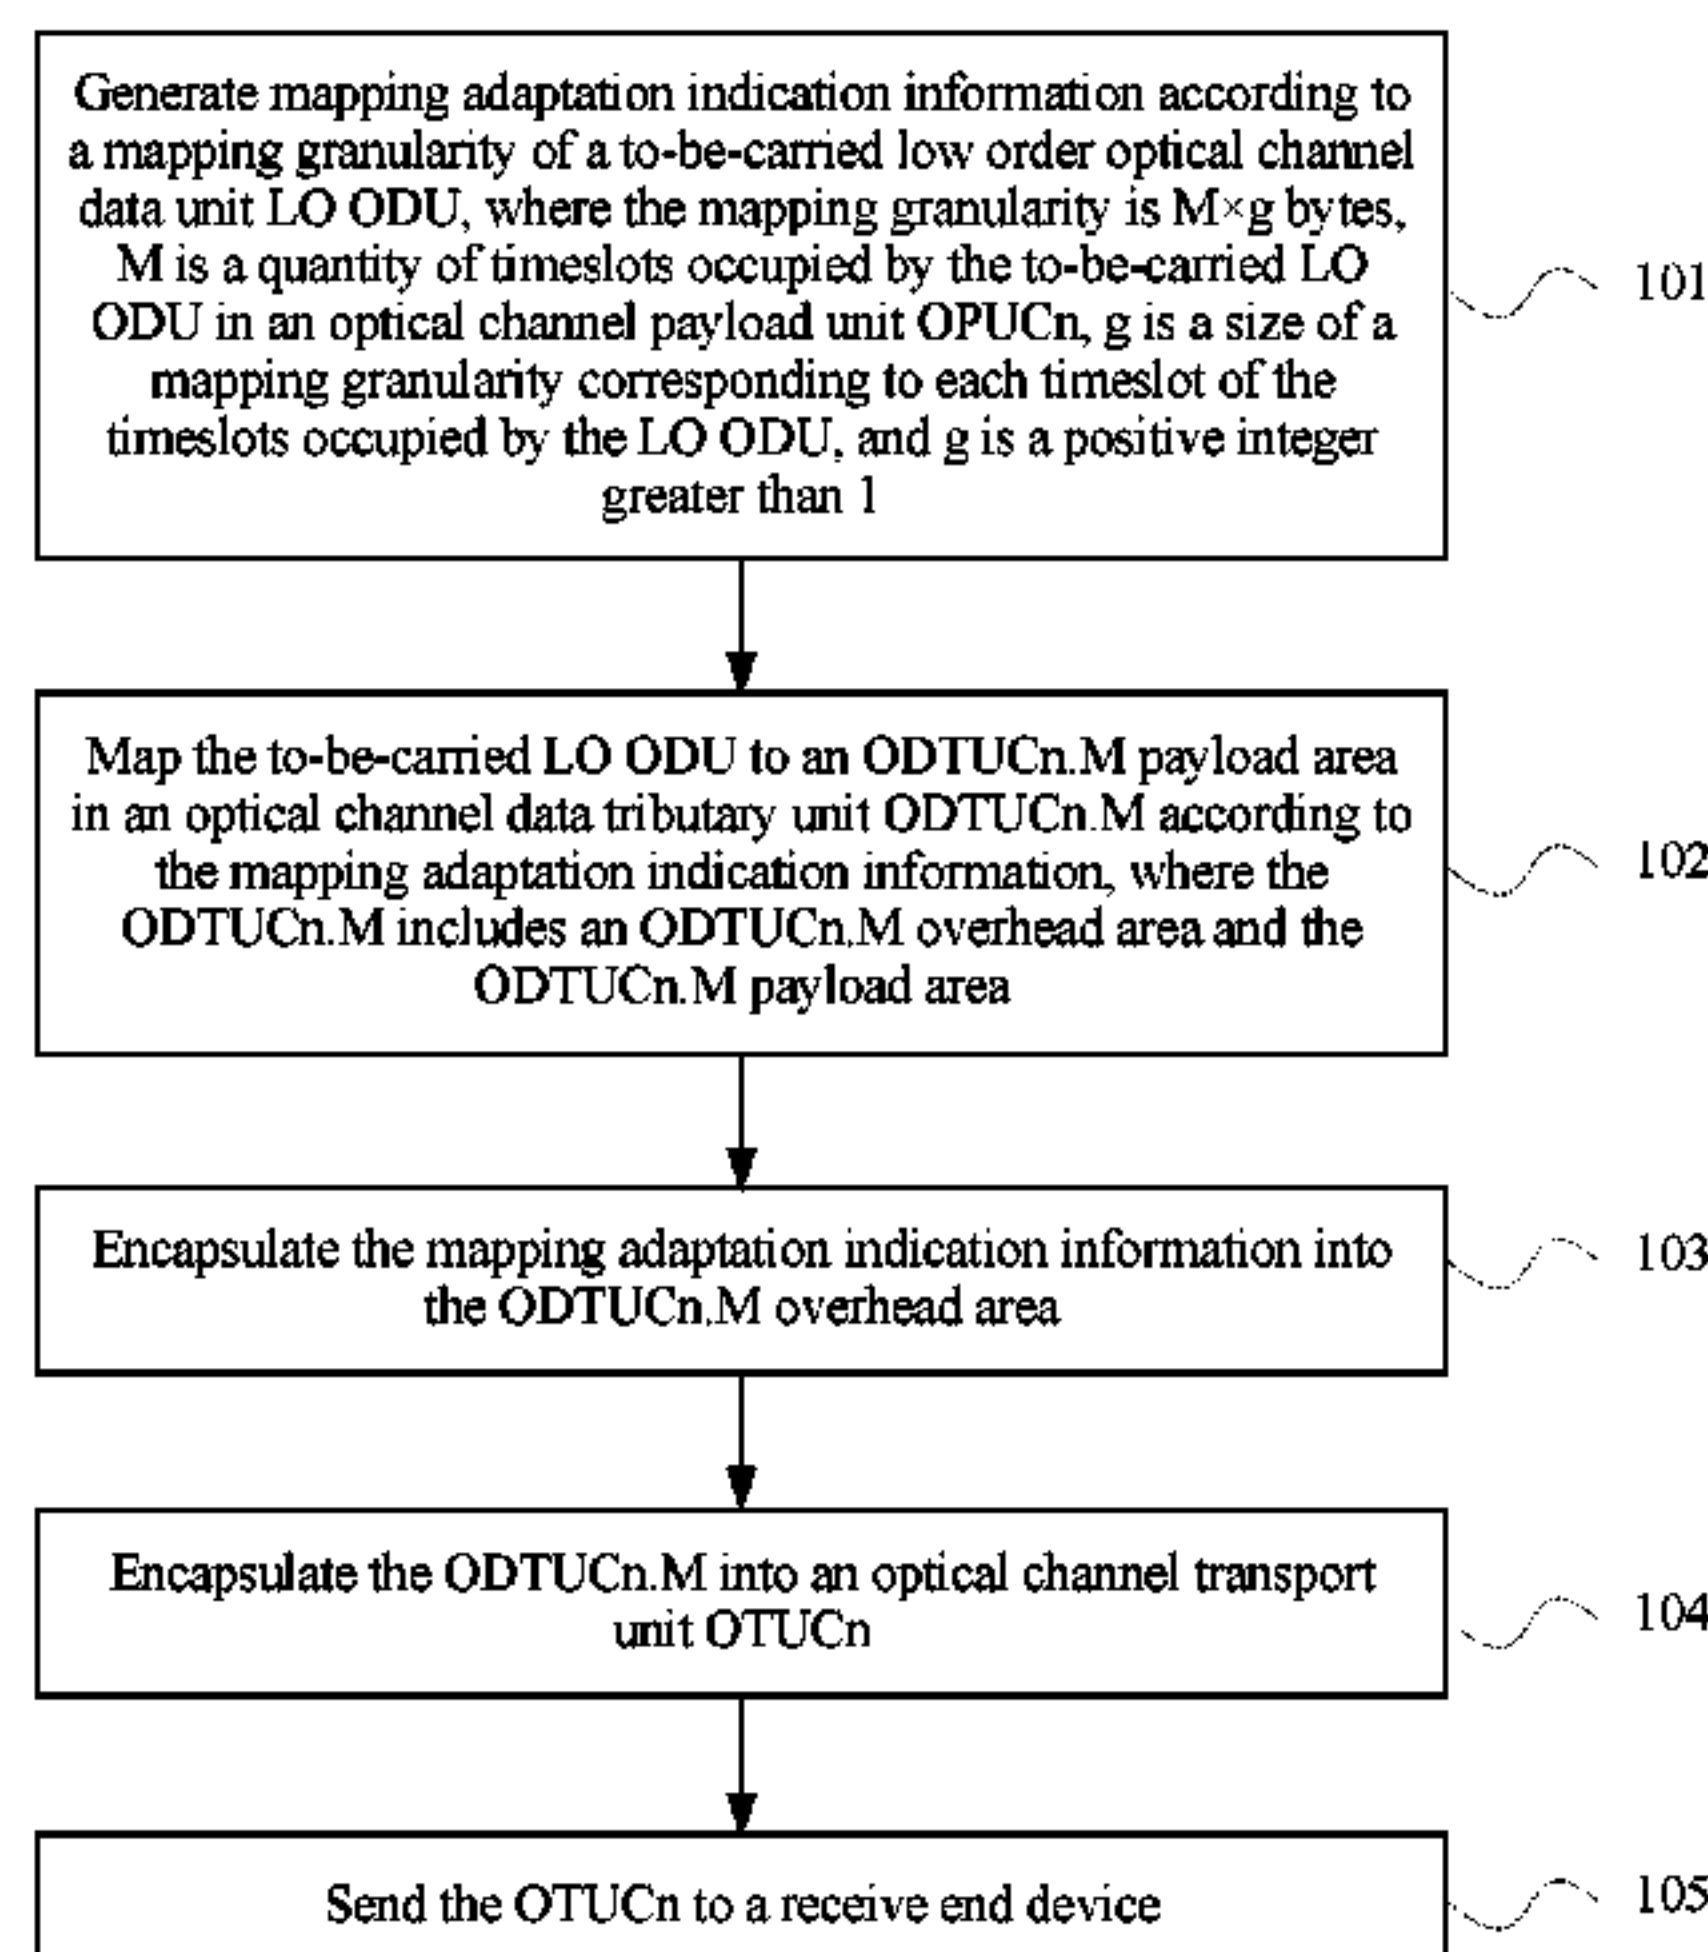 Generate mapping adaptation indication information according to
a mapping granularity of a to-be-carried low order optical channel
data unit LO ODU, where the mapping granularity is M×g bytes,
M is a quantity of timeslots occupied by the to-be-carried LO
ODU in an optical channel payload unit OPUCn, g is a size of a
mapping granularity corresponding to each timeslot of the
timeslots occupied by the LO ODU, and g is a positive integer
greater than 1
101
Map the to-be-carried LO ODU to an ODTUCn.M payload area
in an optical channel data tributary unit ODTUCn.M according to
the mapping adaptation indication information, where the
ODTUCn.M includes an ODTUCn.M overhead area and the
ODTUCn.M payload area
102
Encapsulate the mapping adaptation indication information into
the ODTUCn.M overhead area
103
Encapsulate the ODTUCn.M into an optical channel transport
unit OTUCn
104
Send the OTUCn to a receive end device
105